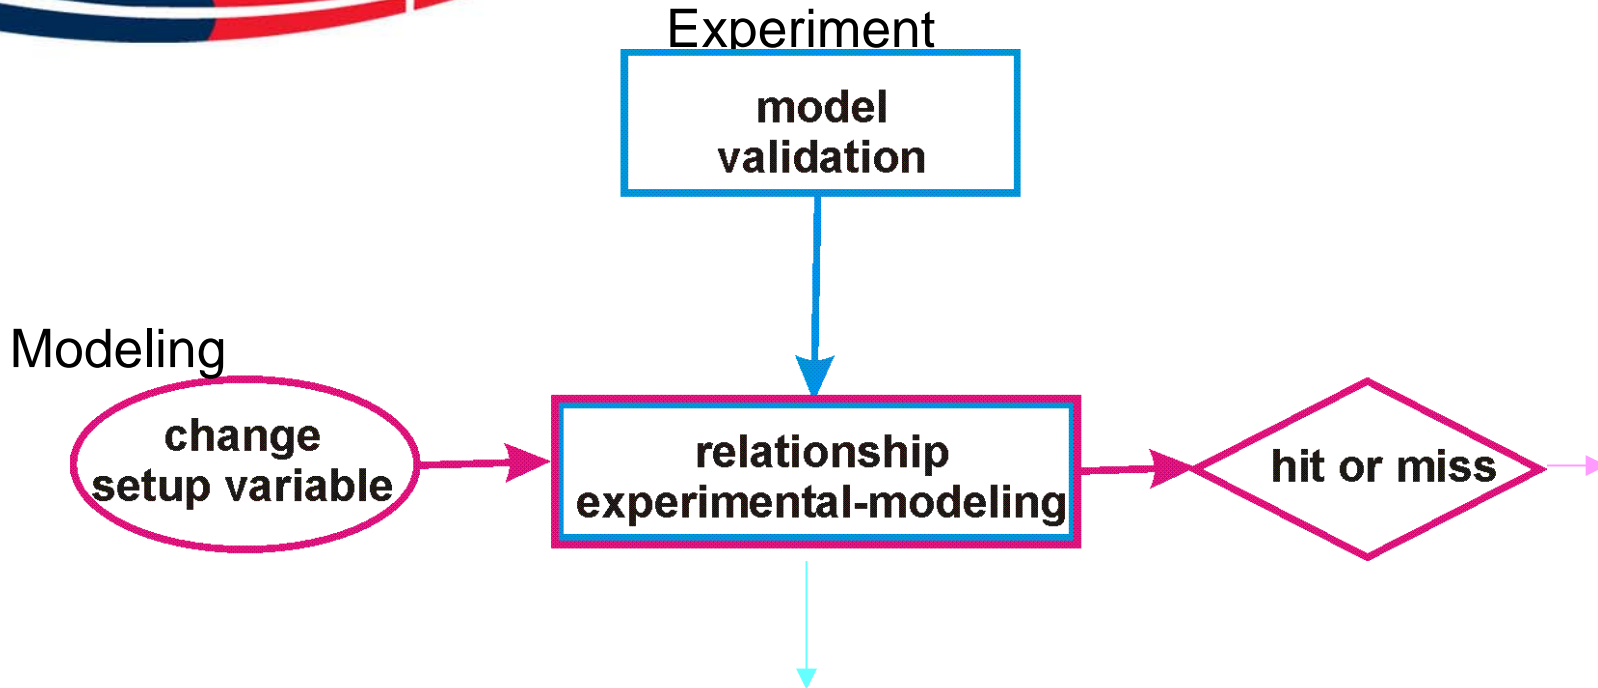 Experiment
model
validation
Modeling
change
setup variable
relationship
experimental-modeling
hit or miss